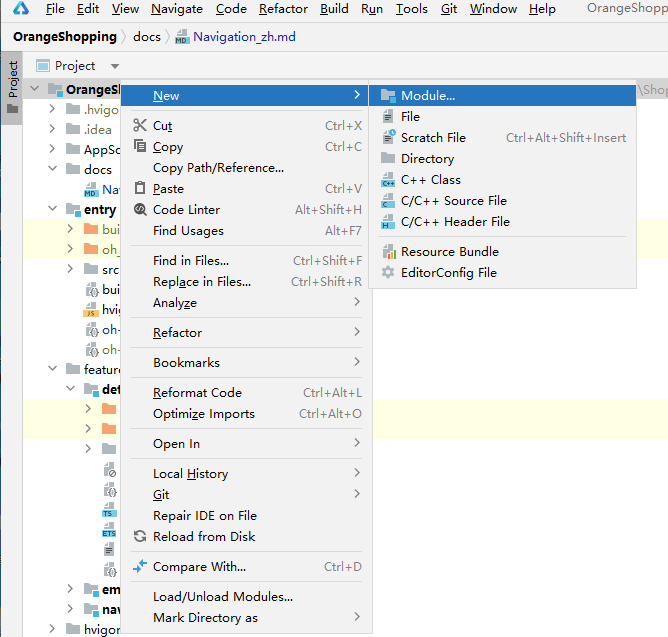 File Edit View Navigate Code Refactor Build Run Tools Git Window Help OrangeShopp
OrangeShopping docs Navigation_zh.md
Project
Project
OrangeSh
\Shop
.hvigo
.idea
AppSco
docs
Na
entry
bui
oh_
src
buil
hvig
oh-
oh-
feature
det
em
nav
hvigor
New
Cut Ctrl+X
Copy Ctrl+C
Copy Path/Reference...
Paste Ctrl+V
Code Linter Alt+Shift+H
Find Usages Alt+F7
Find in Files... Ctrl+Shift+F
Replace in Files... Ctrl+Shift+R
Analyze
Refactor
Bookmarks
Reformat Code Ctrl+Alt+L
Optimize Imports Ctrl+Alt+O
Open In
Local History
Git
Repair IDE on File
Reload from Disk
Compare With... Ctrl+D
Load/Unload Modules...
Mark Directory as
Module...
File
Scratch File Ctrl+Alt+Shift+Insert
Directory
C++ Class
C/C++ Source File
C/C++ Header File
Resource Bundle
EditorConfig File